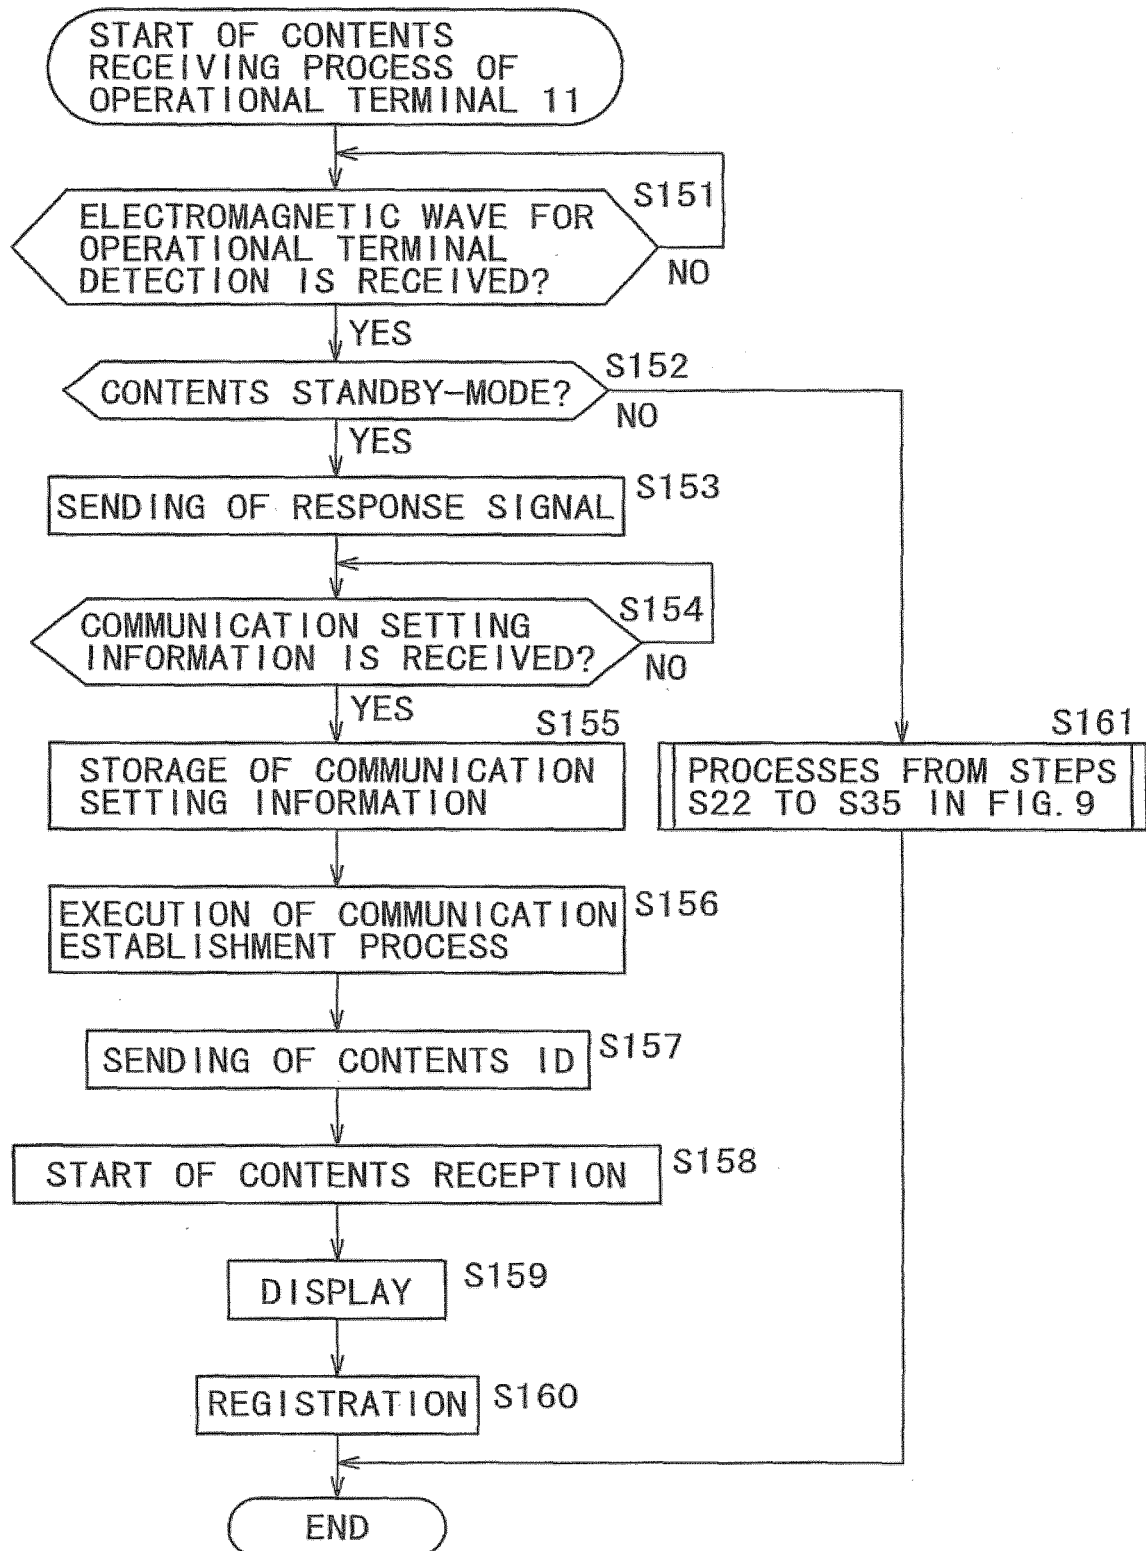 START OF CONTENTS
RECEIVING PROCESS OF
OPERATIONAL TERMINAL 11
S151
ELECTROMAGNETIC WAVE FOR
OPERATIONAL TERMINAL
DETECTION IS RECEIVED?
NO
YES
S152
CONTENTS STANDBY-MODE?
NO
YES
S153
SENDING OF RESPONSE SIGNAL
S154
COMMUNICATION SETTING
INFORMATION IS RECEIVED?
NO
YES
S155
STORAGE OF COMMUNICATION
SETTING INFORMATION
S161
PROCESSES FROM STEPS
S22 TO S35 IN FIG. 9
S156
EXECUTION OF COMMUNICATION
ESTABLISHMENT PROCESS
S157
SENDING OF CONTENTS ID
S158
START OF CONTENTS RECEPTION
S159
DISPLAY
S160
REGISTRATION
END